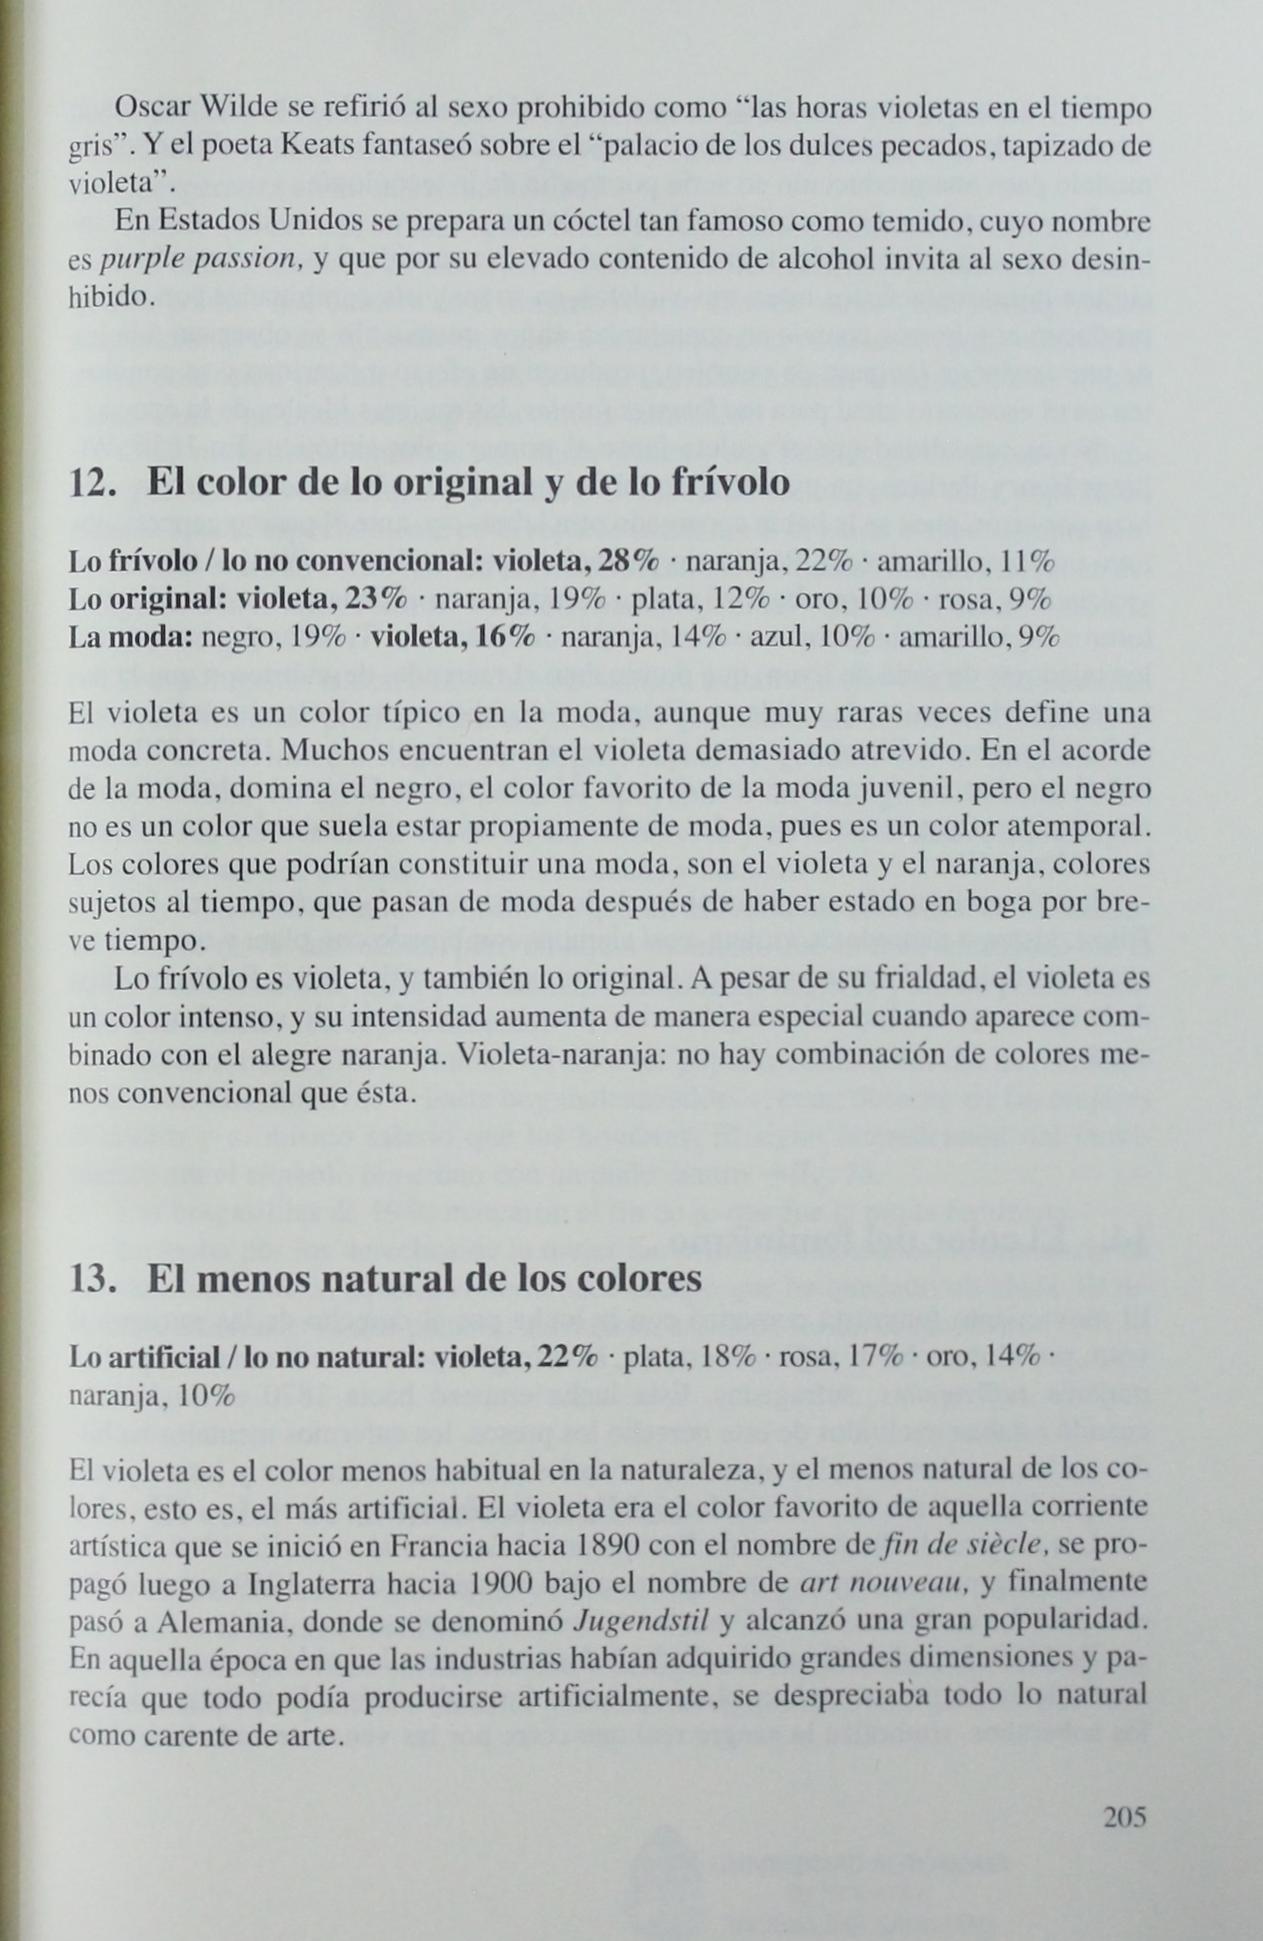 Oscar Wilde se refirió al sexo prohibido como “las horas violetas en el tiempo
gris”. Y el poeta Keats fantaseó sobre el “palacio de los dulces pecados, tapizado de
violeta”.
En Estados Unidos se prepara un cóctel tan famoso como temido, cuyo nombre
es purple passion, y que por su elevado contenido de alcohol invita al sexo desin-
hibido.
12. El color de lo original y de lo frívolo
Lo frívolo / lo no convencional: violeta, 28% · naranja, 22% · amarillo, 11%
Lo original: violeta, 23% · naranja, 19% · plata, 12% · oro, 10% · rosa, 9%
La moda: negro, 19% · violeta, 16% · naranja, 14% · azul, 10% · amarillo, 9%
El violeta es un color típico en la moda, aunque muy raras veces define una
moda concreta. Muchos encuentran el violeta demasiado atrevido. En el acorde
de la moda, domina el negro, el color favorito de la moda juvenil, pero el negro
no es un color que suela estar propiamente de moda, pues es un color atemporal.
Los colores que podrían constituir una moda, son el violeta y el naranja, colores
sujetos al tiempo, que pasan de moda después de haber estado en boga por bre-
ve tiempo.
Lo frívolo es violeta, y también lo original. A pesar de su frialdad, el violeta es
un color intenso, y su intensidad aumenta de manera especial cuando aparece com-
binado con el alegre naranja. Violeta-naranja: no hay combinación de colores me-
nos convencional que ésta.
13. El menos natural de los colores
Lo artificial / lo no natural: violeta, 22% · plata, 18% · rosa, 17% · oro, 14% ·
naranja, 10%
El violeta es el color menos habitual en la naturaleza, y el menos natural de los co-
lores, esto es, el más artificial. El violeta era el color favorito de aquella corriente
artística que se inició en Francia hacia 1890 con el nombre de fin de siècle, se pro-
pagó luego a Inglaterra hacia 1900 bajo el nombre de art nouveau, y finalmente
pasó a Alemania, donde se denominó Jugendstil y alcanzó una gran popularidad.
En aquella época en que las industrias habían adquirido grandes dimensiones y pa-
recía que todo podía producirse artificialmente, se despreciaba todo lo natural
como carente de arte.
205